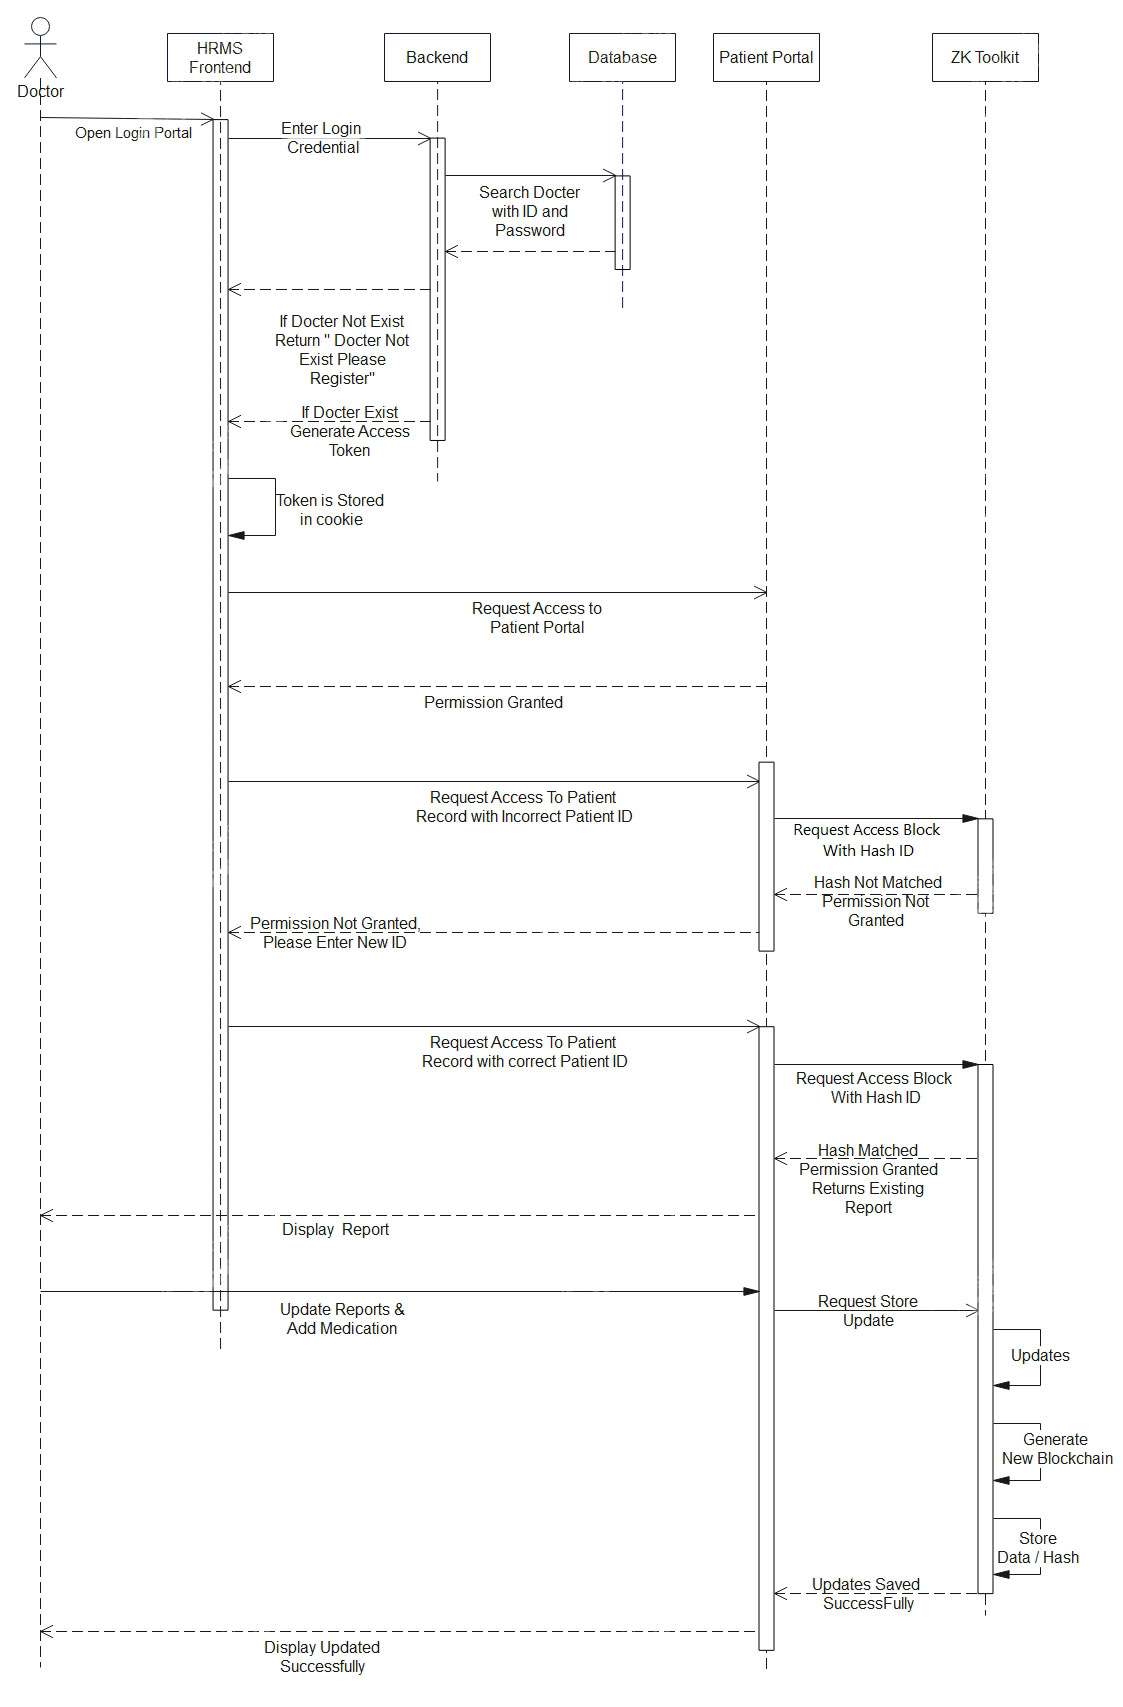 HRMS
Frontend
Backend
Database
Patient Portal
ZK Toolkit
Doctor
Open Login Portal
Enter Login
Credential
Search Docter
with ID and
Password
If Docter Not Exist
Return " Docter Not
Exist Please
Register"
If Docter Exist
Generate Access
Token
Token is Stored
in cookie
Request Access to
Patient Portal
Permission Granted
Request Access To Patient
Record with Incorrect Patient ID
Request Access Block
With Hash ID
Hash Not Matched
Permission Not
Granted
Permission Not Granted,
Please Enter New ID
Request Access To Patient
Record with correct Patient ID
Request Access Block
With Hash ID
Hash Matched
Permission Granted
Returns Existing
Report
Display Report
Update Reports &
Add Medication
Request Store
Update
Updates
Generate
New Blockchain
Store
Data / Hash
Updates Saved
SuccessFully
Display Updated
Successfully